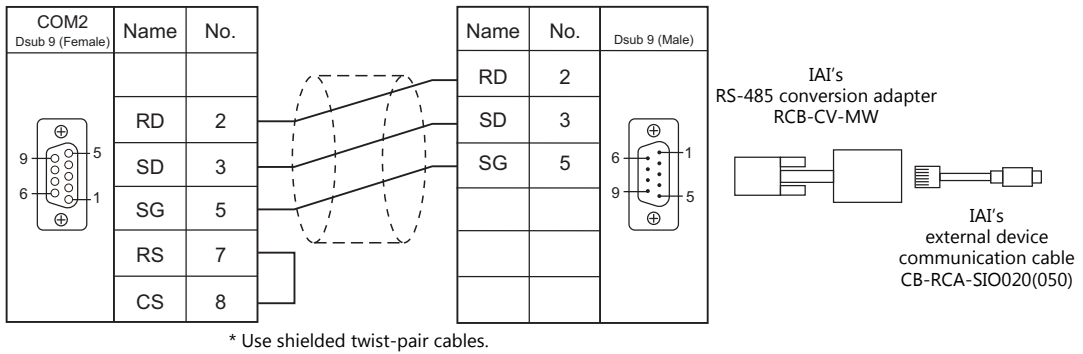 COM2
Dsub 9 (Female)
Name No.
RD 2
SD 3
SG 5
RS 7
CS 8
9
5
6
1
Name No.
Dsub 9 (Male)
RD 2
SD 3
SG 5
6
1
9
5
IAI's
RS-485 conversion adapter
RCB-CV-MW
IAI's
external device
communication cable
CB-RCA-SIO020(050)
* Use shielded twist-pair cables.